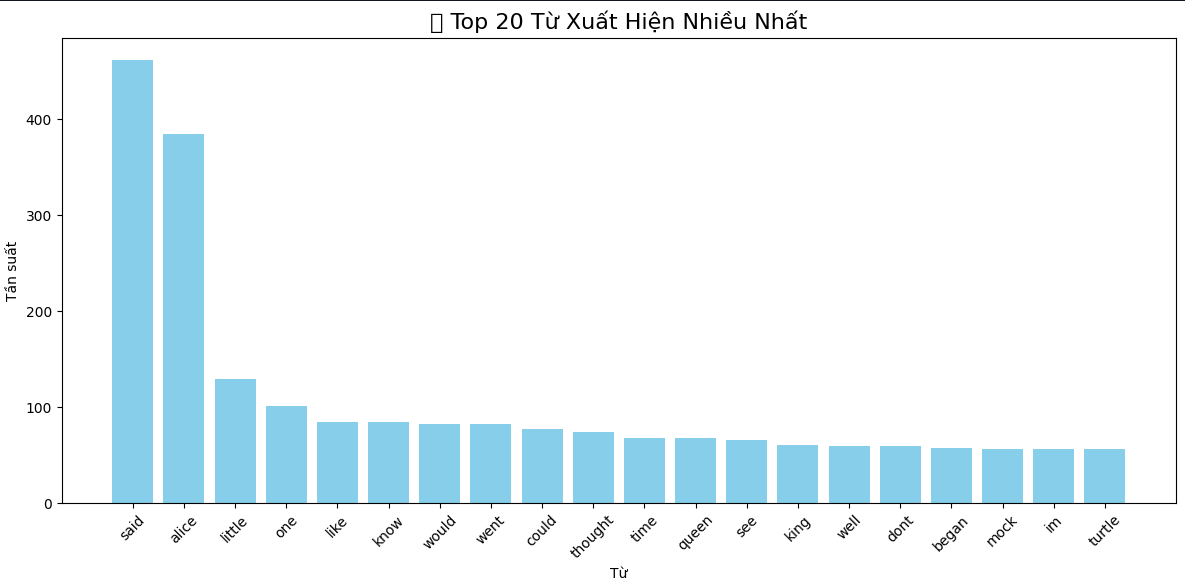 Top 20 Từ Xuất Hiện Nhiều Nhất
Tần suất
400
300
200
100
0
said alice little one like know would went could thought time queen see king well dont began mock im turtle
Từ